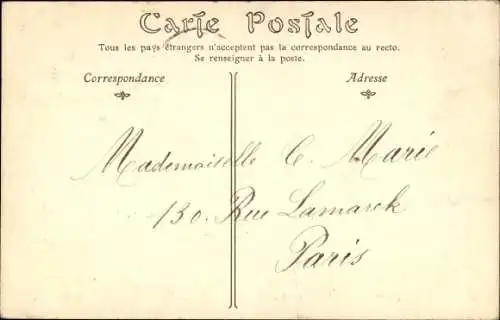 Carte Postale
Tous les pays étrangers n'acceptent pas la correspondance au recto.
Se renseigner à la poste.
Correspondance
Adresse
Mademoiselle C. Marie
130. Rue Lamarck
Paris